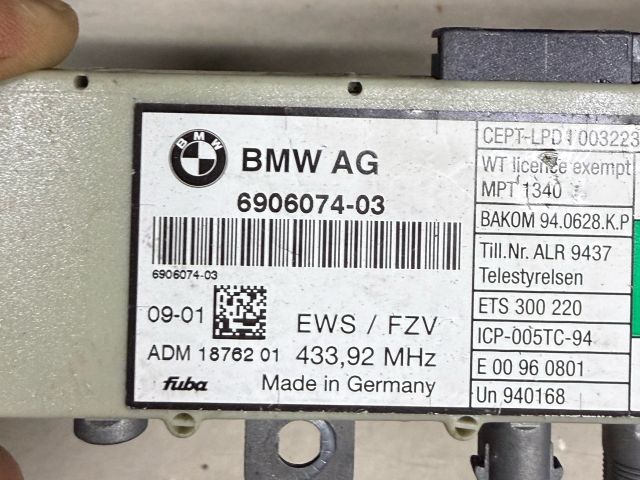 BMW
BMW AG
6906074-03
6906074-03
09-01
EWS / FZV
ADM 18762 01
433,92 MHz
fuba
Made in Germany
CEPT-LPD I 003223
WT licence exempt
MPT 1340
BAKOM 94.0628.K.P
Till.Nr. ALR 9437
Telestyrelsen
ETS 300 220
ICP-005TC-94
E 00 96 0801
Un 940168